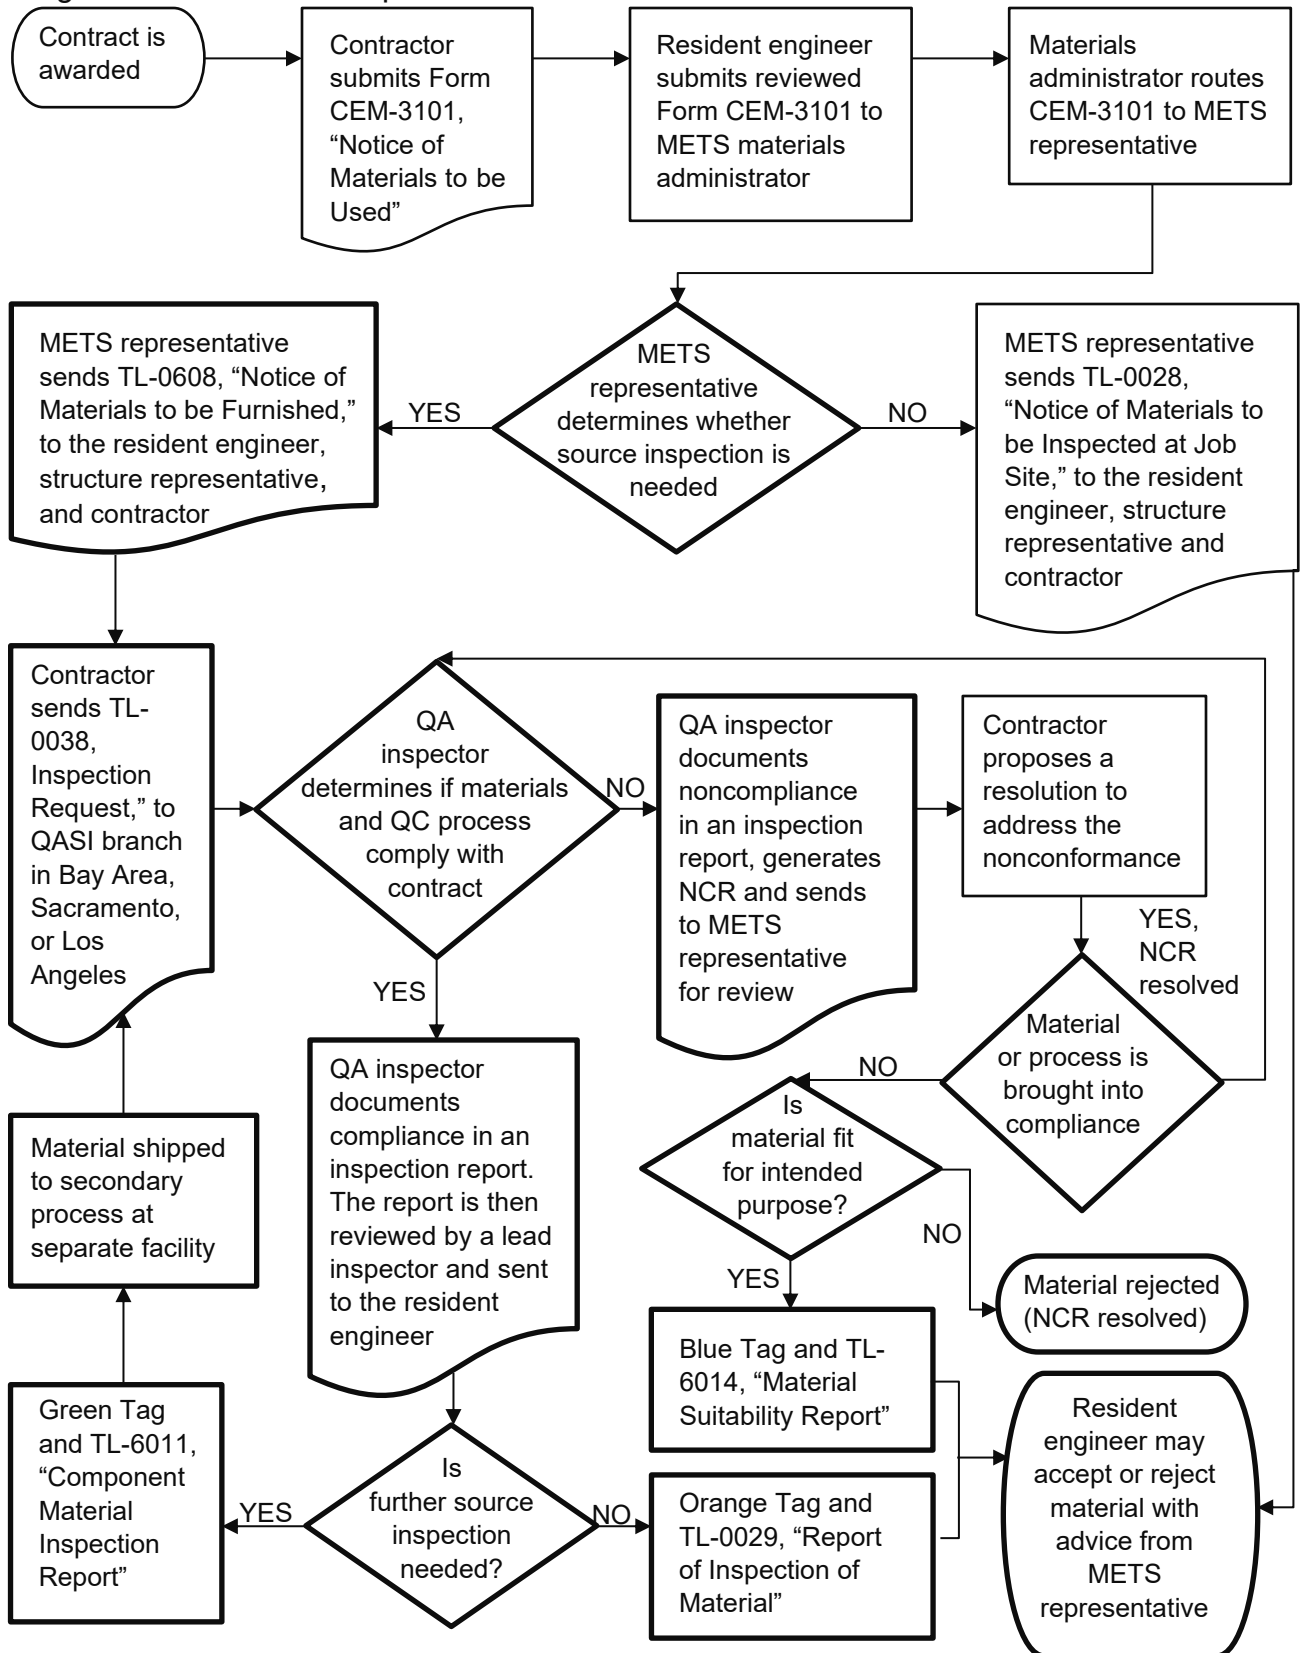 Contract is
awarded
Contractor
submits Form
CEM-3101,
“Notice of
Materials to be
Used”
Resident engineer
submits reviewed
Form CEM-3101 to
METS materials
administrator
Materials
administrator routes
CEM-3101 to METS
representative
METS representative
sends TL-0608, “Notice of
Materials to be Furnished,”
to the resident engineer,
structure representative,
and contractor
YES
METS
representative
determines whether
source inspection is
needed
NO
METS representative
sends TL-0028,
“Notice of Materials to
be Inspected at Job
Site,” to the resident
engineer, structure
representative and
contractor
Contractor
sends TL-
0038,
Inspection
Request,” to
QASI branch
in Bay Area,
Sacramento,
or Los
Angeles
QA
inspector
determines if materials
and QC process
comply with
contract
NO
QA inspector
documents
noncompliance
in an inspection
report, generates
NCR and sends
to METS
representative
for review
Contractor
proposes a
resolution to
address the
nonconformance
YES,
NCR
resolved
YES
Material
or process is
brought into
compliance
NO
QA inspector
documents
compliance in an
inspection report.
The report is then
reviewed by a lead
inspector and sent
to the resident
engineer
Is
material fit
for intended
purpose?
NO
YES
Material shipped
to secondary
process at
separate facility
Material rejected
(NCR resolved)
Blue Tag and TL-
6014, “Material
Suitability Report”
Green Tag
and TL-6011,
“Component
Material
Inspection
Report”
YES
Is
further source
inspection
needed?
NO
Orange Tag and
TL-0029, “Report
of Inspection of
Material”
Resident
engineer may
accept or reject
material with
advice from
METS
representative